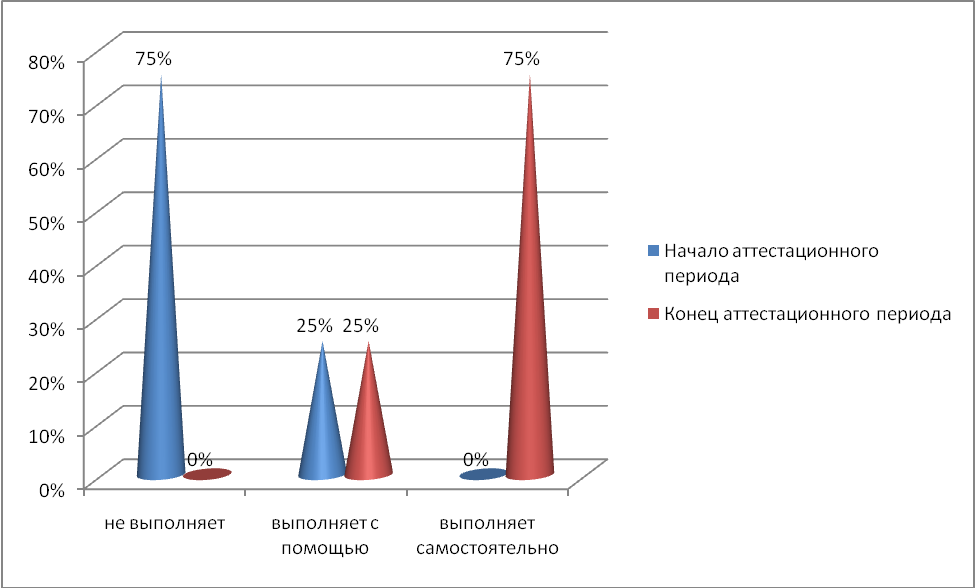 80%
70%
60%
50%
40%
30%
20%
10%
0%
75%
0%
25%
25%
0%
75%
не выполняет
выполняет с
помощью
выполняет
самостоятельно
Начало аттестационного
периода
Конец аттестационного периода